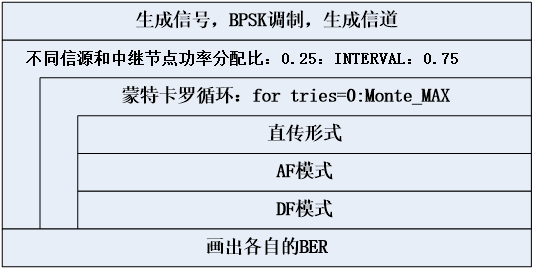 生成信号，BPSK调制，生成信道
不同信源和中继节点功率分配比：0.25：INTERVAL：0.75
蒙特卡罗循环：for tries=0:Monte_MAX
直传形式
AF模式
DF模式
画出各自的BER